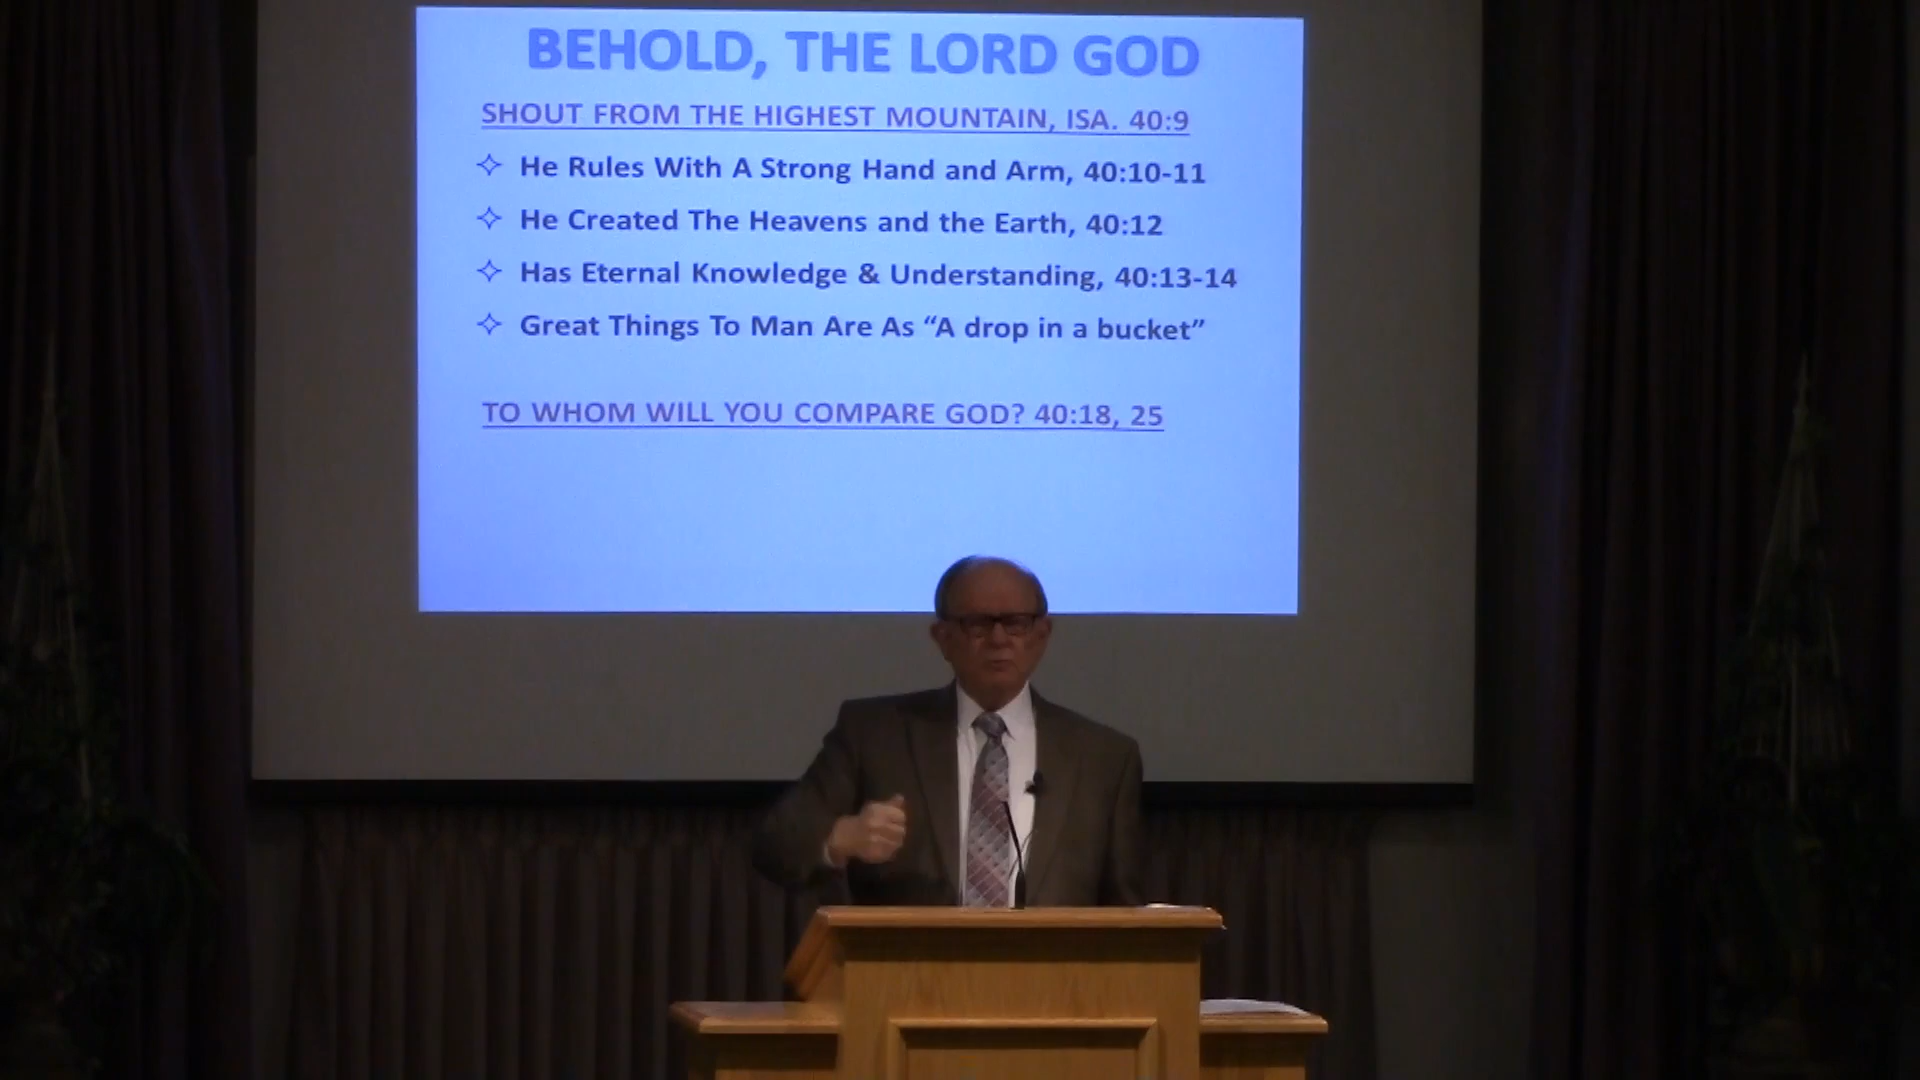 BEHOLD, THE LORD GOD
SHOUT FROM THE HIGHEST MOUNTAIN, ISA. 40:9
He Rules With A Strong Hand and Arm, 40:10-11
He Created The Heavens and the Earth, 40:12
Has Eternal Knowledge & Understanding, 40:13-14
Great Things To Man Are As “A drop in a bucket”
TO WHOM WILL YOU COMPARE GOD? 40:18, 25